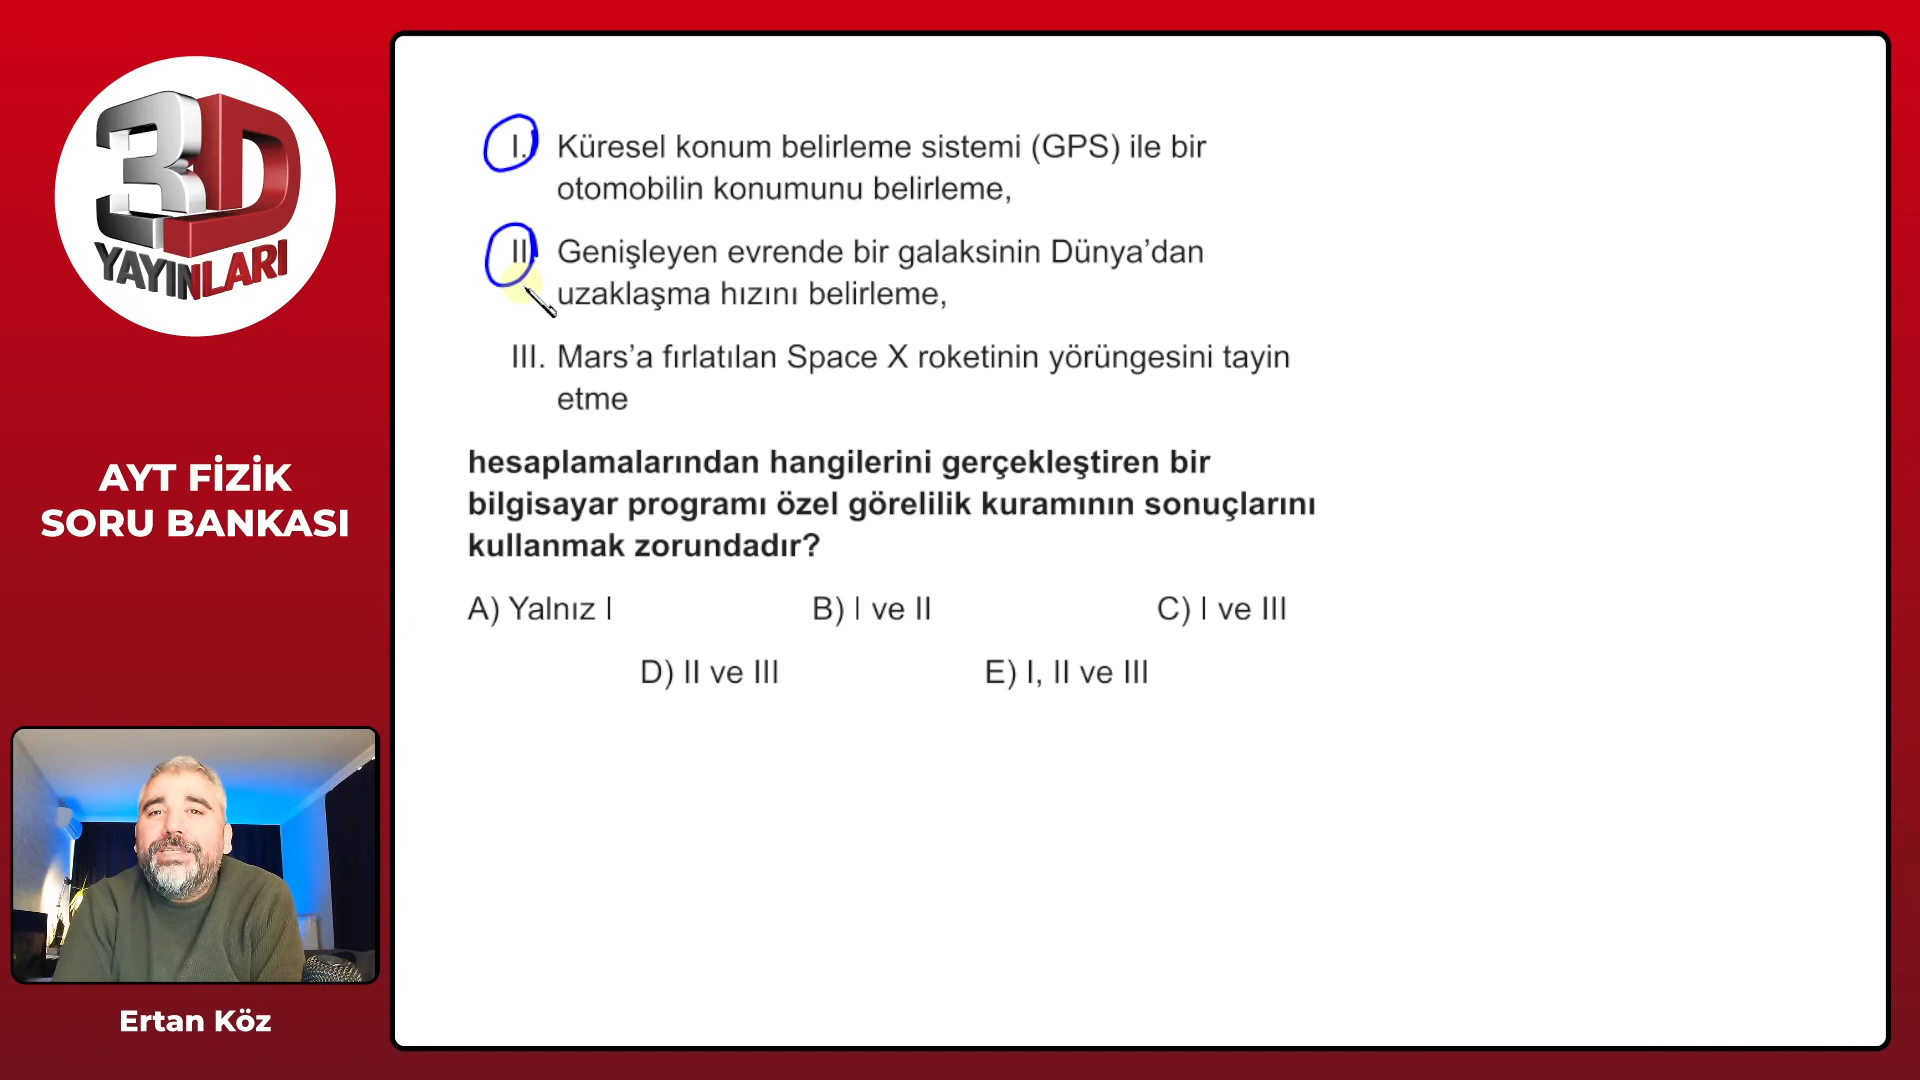 3D
YAYINLARI
AYT FİZİK
SORU BANKASI
Ertan Köz
I. Küresel konum belirleme sistemi (GPS) ile bir
otomobilin konumunu belirleme,
II. Genişleyen evrende bir galaksinin Dünya’dan
uzaklaşma hızını belirleme,
III. Mars’a fırlatılan Space X roketinin yörüngesini tayin
etme
hesaplamalarından hangilerini gerçekleştiren bir
bilgisayar programı özel görelilik kuramının sonuçlarını
kullanmak zorundadır?
A) Yalnız I B) I ve II C) I ve III
D) II ve III E) I, II ve III